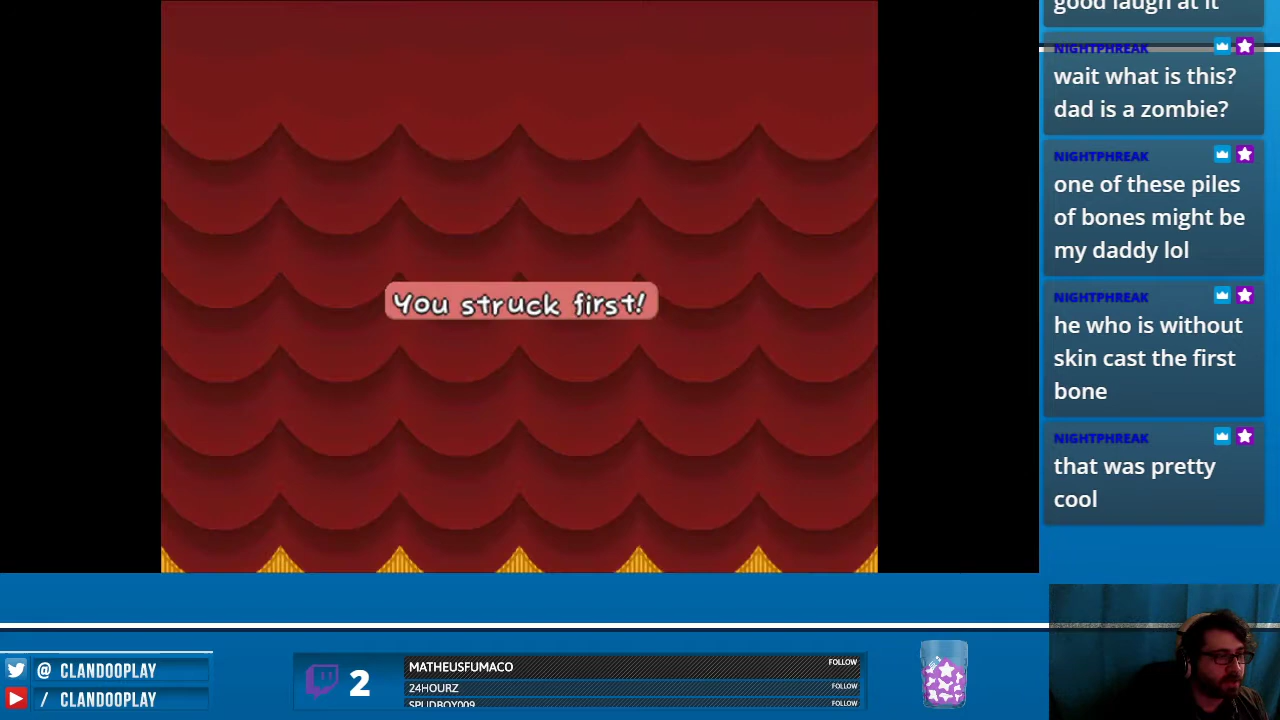 You struck first!
good laugh at it
NIGHTPHREAK
wait what is this?
dad is a zombie?
NIGHTPHREAK
one of these piles
of bones might be
my daddy lol
NIGHTPHREAK
he who is without
skin cast the first
bone
NIGHTPHREAK
that was pretty
cool
@ CLANDOOPLAY
/ CLANDOOPLAY
2
MATHEUSFUMACO FOLLOW
24HOURZ FOLLOW
SPUDBOY009 FOLLOW